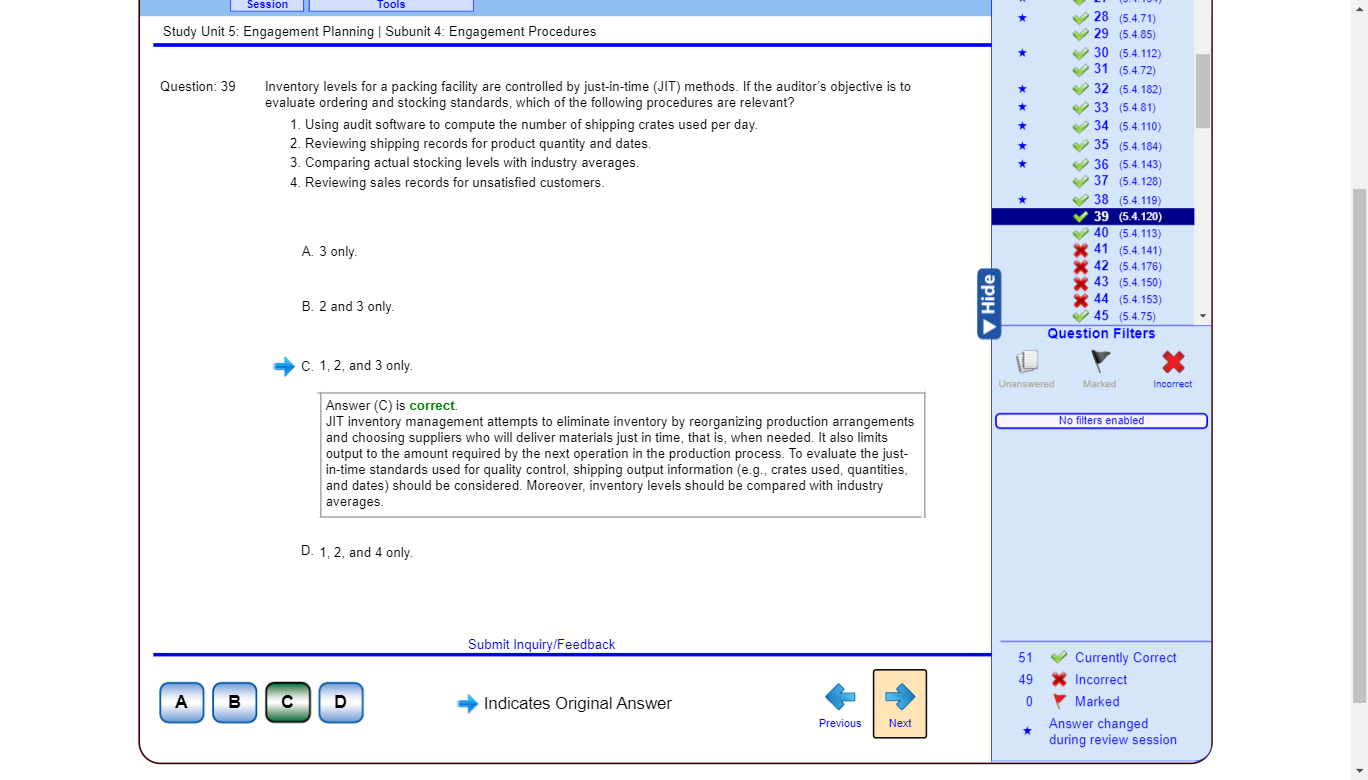 Session
Tools
Study Unit 5: Engagement Planning | Subunit 4: Engagement Procedures
Question: 39
Inventory levels for a packing facility are controlled by just-in-time (JIT) methods. If the auditor's objective is to
evaluate ordering and stocking standards, which of the following procedures are relevant?
1. Using audit software to compute the number of shipping crates used per day.
2. Reviewing shipping records for product quantity and dates.
3. Comparing actual stocking levels with industry averages.
4. Reviewing sales records for unsatisfied customers.
A. 3 only.
B. 2 and 3 only.
C. 1, 2, and 3 only.
Answer (C) is correct.
JIT inventory management attempts to eliminate inventory by reorganizing production arrangements
and choosing suppliers who will deliver materials just in time, that is, when needed. It also limits
output to the amount required by the next operation in the production process. To evaluate the just-
in-time standards used for quality control, shipping output information (e.g., crates used, quantities,
and dates) should be considered. Moreover, inventory levels should be compared with industry
averages.
D. 1, 2, and 4 only.
Submit Inquiry/Feedback
A
B
C
D
Indicates Original Answer
Previous
Next
28 (5.4.71)
29 (5.4.85)
30 (5.4.112)
31 (5.4.72)
32 (5.4.182)
33 (5.4.81)
34 (5.4.110)
35 (5.4.184)
36 (5.4.143)
37 (5.4.128)
38 (5.4.119)
39 (5.4.120)
40 (5.4.113)
41 (5.4.141)
42 (5.4.176)
43 (5.4.150)
44 (5.4.153)
45 (5.4.75)
Hide
Question Filters
Unanswered
Marked
Incorrect
No filters enabled
51 Currently Correct
49 Incorrect
0 Marked
Answer changed
during review session